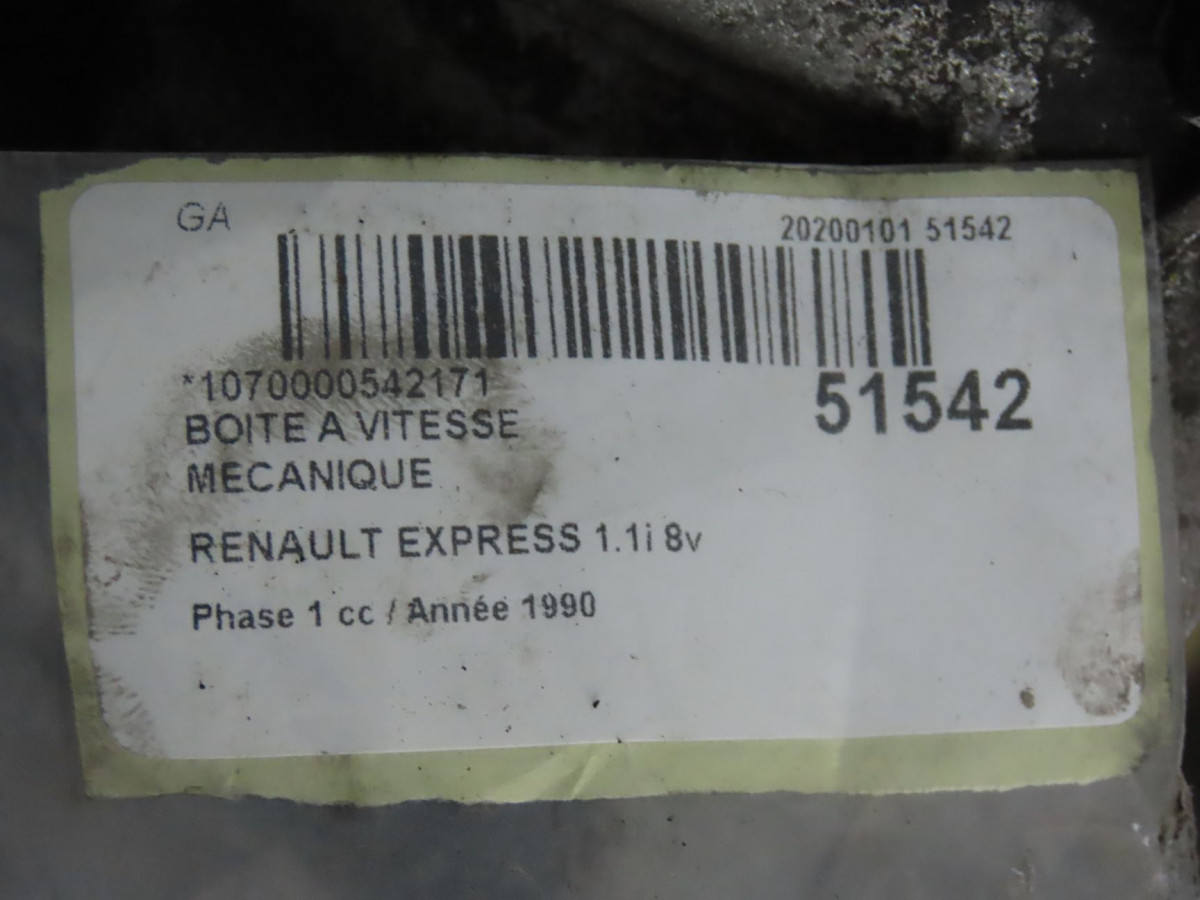 GA
20200101 51542
*1070000542171
51542
BOITE A VITESSE
MECANIQUE
RENAULT EXPRESS 1.1i 8v
Phase 1 cc / Année 1990